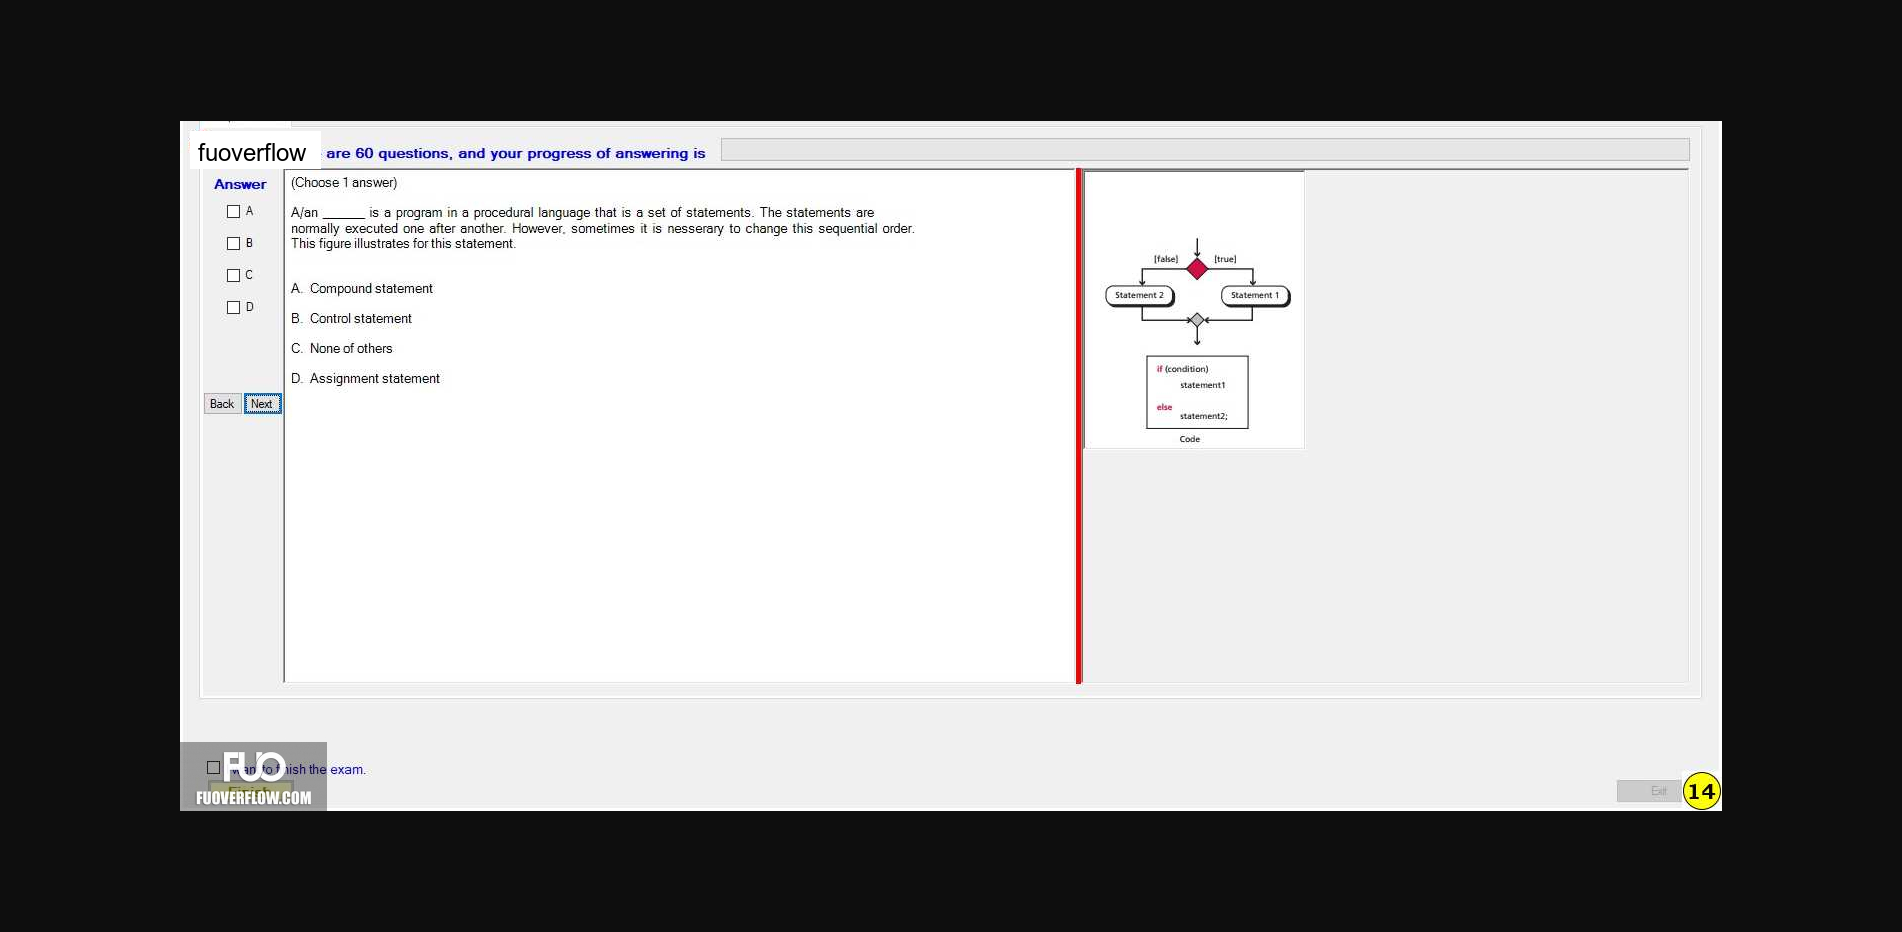 fuoverflow are 60 questions, and your progress of answering is
Answer
A
B
C
D
Back Next
(Choose 1 answer)
A/an ______ is a program in a procedural language that is a set of statements. The statements are
normally executed one after another. However, sometimes it is nesserary to change this sequential order.
This figure illustrates for this statement.
A. Compound statement
B. Control statement
C. None of others
D. Assignment statement
[false] [true]
Statement 2 Statement 1
if (condition)
statement1
else
statement2;
Code
FUO
want to finish the exam.
Finish
FUOVERFLOW.COM
Exit
14